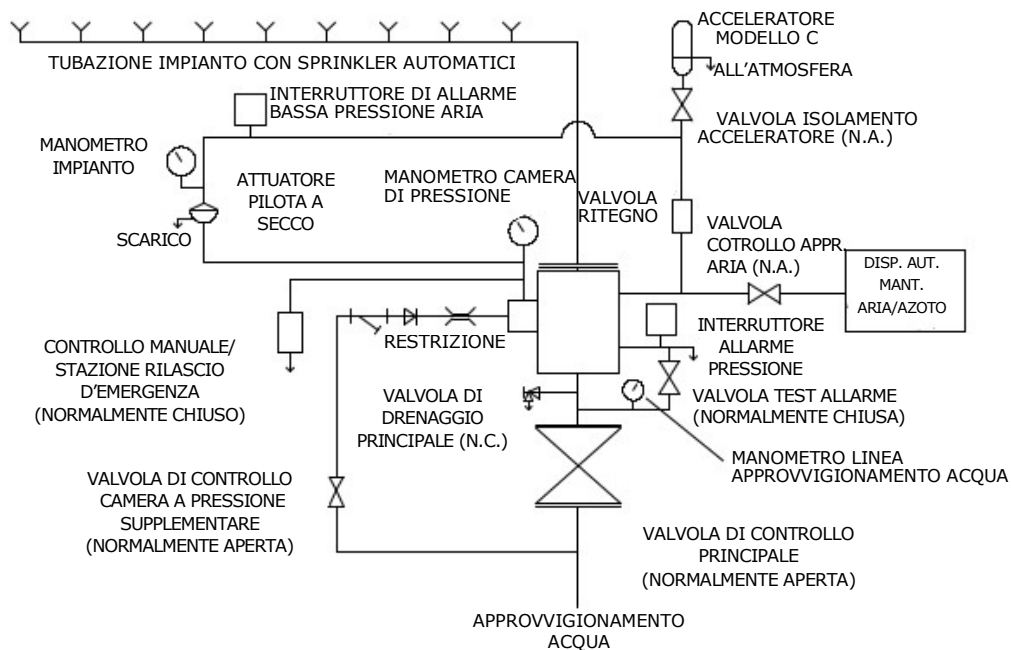 ACCELERATORE
MODELLO C
ALL'ATMOSFERA
TUBAZIONE IMPIANTO CON SPRINKLER AUTOMATICI
INTERRUTTORE DI ALLARME
BASSA PRESSIONE ARIA
VALVOLA ISOLAMENTO
ACCELERATORE (N.A.)
MANOMETRO
IMPIANTO
ATTUATORE
PILOTA A
SECCO
MANOMETRO CAMERA
DI PRESSIONE
VALVOLA
RITEGNO
SCARICO
VALVOLA
COTROLLO APPR.
ARIA (N.A.)
DISP. AUT.
MANT.
ARIA/AZOTO
CONTROLLO MANUALE/
STAZIONE RILASCIO
D'EMERGENZA
(NORMALMENTE CHIUSO)
RESTRIZIONE
INTERRUTTORE
ALLARME
PRESSIONE
VALVOLA DI
DRENAGGIO
PRINCIPALE (N.C.)
VALVOLA TEST ALLARME
(NORMALMENTE CHIUSA)
MANOMETRO LINEA
APPROVVIGIONAMENTO ACQUA
VALVOLA DI CONTROLLO
CAMERA A PRESSIONE
SUPPLEMENTARE
(NORMALMENTE APERTA)
VALVOLA DI CONTROLLO
PRINCIPALE
(NORMALMENTE APERTA)
APPROVVIGIONAMENTO
ACQUA